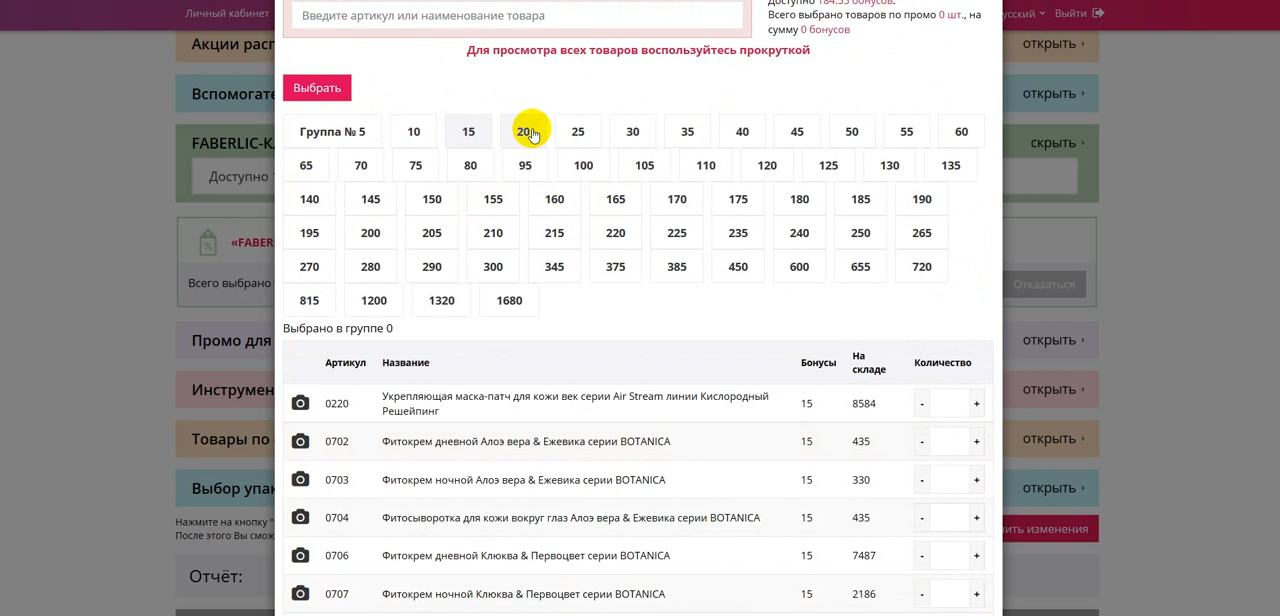 Личный кабинет
усский
Выйти
Введите артикул или наименование товара
Доступно 184.55 бонусов.
Всего выбрано товаров по промо 0 шт., на
сумму 0 бонусов
Для просмотра всех товаров воспользуйтесь прокруткой
Акции расп
открыть
Выбрать
Вспомогате
открыть
Группа № 5 10 15 20 25 30 35 40 45 50 55 60
FABERLIC-К
скрыть
65 70 75 80 95 100 105 110 120 125 130 135
Доступно
140 145 150 155 160 165 170 175 180 185 190
195 200 205 210 215 220 225 235 240 250 265
«FABER
270 280 290 300 345 375 385 450 600 655 720
Всего выбрано
Отказаться
815 1200 1320 1680
Выбрано в группе 0
Промо для
открыть
Артикул Название Бонусы На складе Количество
Инструмен
открыть
0220 Укрепляющая маска-патч для кожи век серии Air Stream линии Кислородный 15 8584 - +
Решейпинг
Товары по
открыть
0702 Фитокрем дневной Алоэ вера & Ежевика серии BOTANICA 15 435 - +
0703 Фитокрем ночной Алоэ вера & Ежевика серии BOTANICA 15 330 - +
Выбор упак
открыть
0704 Фитосыворотка для кожи вокруг глаз Алоэ вера & Ежевика серии BOTANICA 15 435 - +
Нажмите на кнопку "
После этого Вы смож
ить изменения
0706 Фитокрем дневной Клюква & Первоцвет серии BOTANICA 15 7487 - +
Отчёт:
0707 Фитокрем ночной Клюква & Первоцвет серии BOTANICA 15 2186 - +